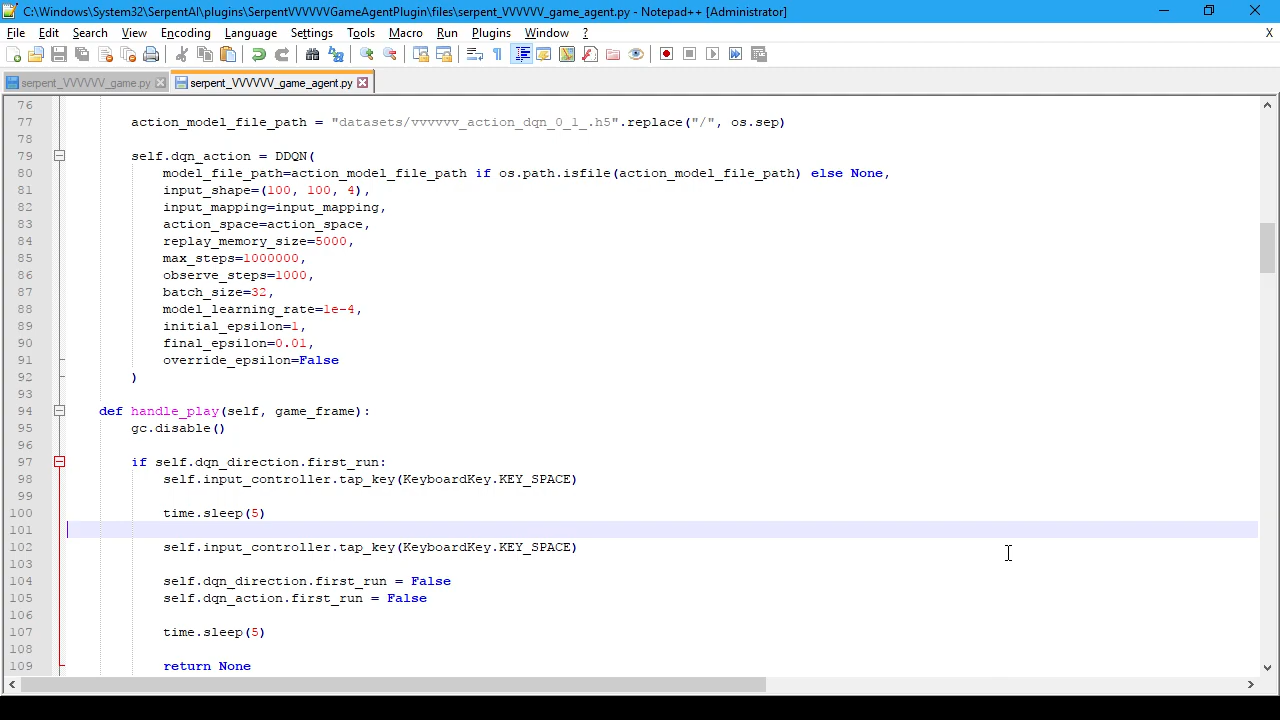 C:\Windows\System32\SerpentAI\plugins\SerpentVVVVVVGameAgentPlugin\files\serpent_VVVVVV_game_agent.py - Notepad++ [Administrator]
File Edit Search View Encoding Language Settings Tools Macro Run Plugins Window ? X
serpent_VVVVVV_game.py serpent_VVVVVV_game_agent.py
76
77 action_model_file_path = "datasets/vvvvvv_action_dqn_0_1_.h5".replace("/", os.sep)
78
79 self.dqn_action = DDQN(
80 model_file_path=action_model_file_path if os.path.isfile(action_model_file_path) else None,
81 input_shape=(100, 100, 4),
82 input_mapping=input_mapping,
83 action_space=action_space,
84 replay_memory_size=5000,
85 max_steps=1000000,
86 observe_steps=1000,
87 batch_size=32,
88 model_learning_rate=1e-4,
89 initial_epsilon=1,
90 final_epsilon=0.01,
91 override_epsilon=False
92 )
93
94 def handle_play(self, game_frame):
95 gc.disable()
96
97 if self.dqn_direction.first_run:
98 self.input_controller.tap_key(KeyboardKey.KEY_SPACE)
99
100 time.sleep(5)
101
102 self.input_controller.tap_key(KeyboardKey.KEY_SPACE)
103
104 self.dqn_direction.first_run = False
105 self.dqn_action.first_run = False
106
107 time.sleep(5)
108
109 return None